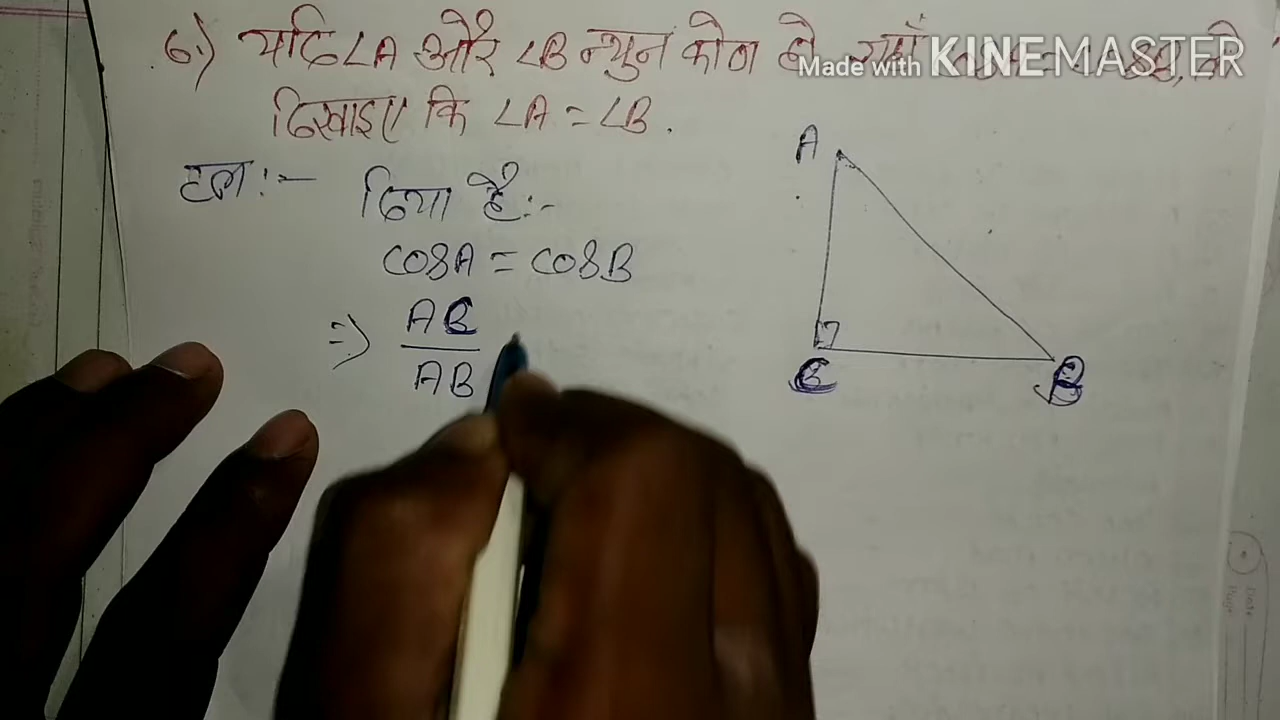 6.) यदि ∠A और ∠B न्युन कोण हो जहाँ
Made with KINEMASTER
दिखाइए कि ∠A = ∠B.
हल :- दिया है :-
cosA = cosB
=> AC
AB
A
C
B